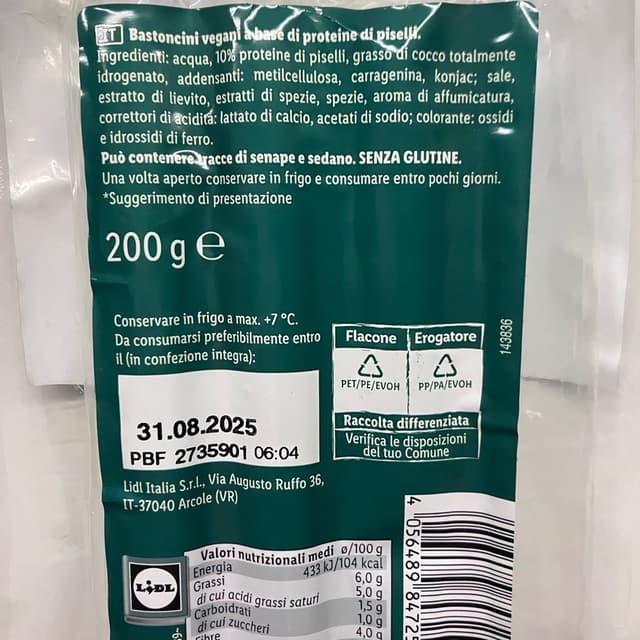 IT Bastoncini vegani a base di proteine di piselli.
Ingredienti: acqua, 10% proteine di piselli, grasso di cocco totalmente
idrogenato, addensanti: metilcellulosa, carragenina, konjac; sale,
estratto di lievito, estratti di spezie, spezie, aroma di affumicatura,
correttori di acidità: lattato di calcio, acetati di sodio; colorante: ossidi
e idrossidi di ferro.
Può contenere tracce di senape e sedano. SENZA GLUTINE.
Una volta aperto conservare in frigo e consumare entro pochi giorni.
*Suggerimento di presentazione
200 g e
Conservare in frigo a max. +7 °C.
Da consumarsi preferibilmente entro
il (in confezione integra):
31.08.2025
PBF 2735901 06:04
Flacone Erogatore
PET/PE/EVOH PP/PA/EVOH
Raccolta differenziata
Verifica le disposizioni
del tuo Comune
143836
Lidl Italia S.r.l., Via Augusto Ruffo 36,
IT-37040 Arcole (VR)
LIDL
Valori nutrizionali medi ø/100 g
Energia 433 kJ/104 kcal
Grassi 6,0 g
di cui acidi grassi saturi 5,0 g
Carboidrati 1,5 g
di cui zuccheri 1,0 g
Fibre 4,0 g
4 056489 8472